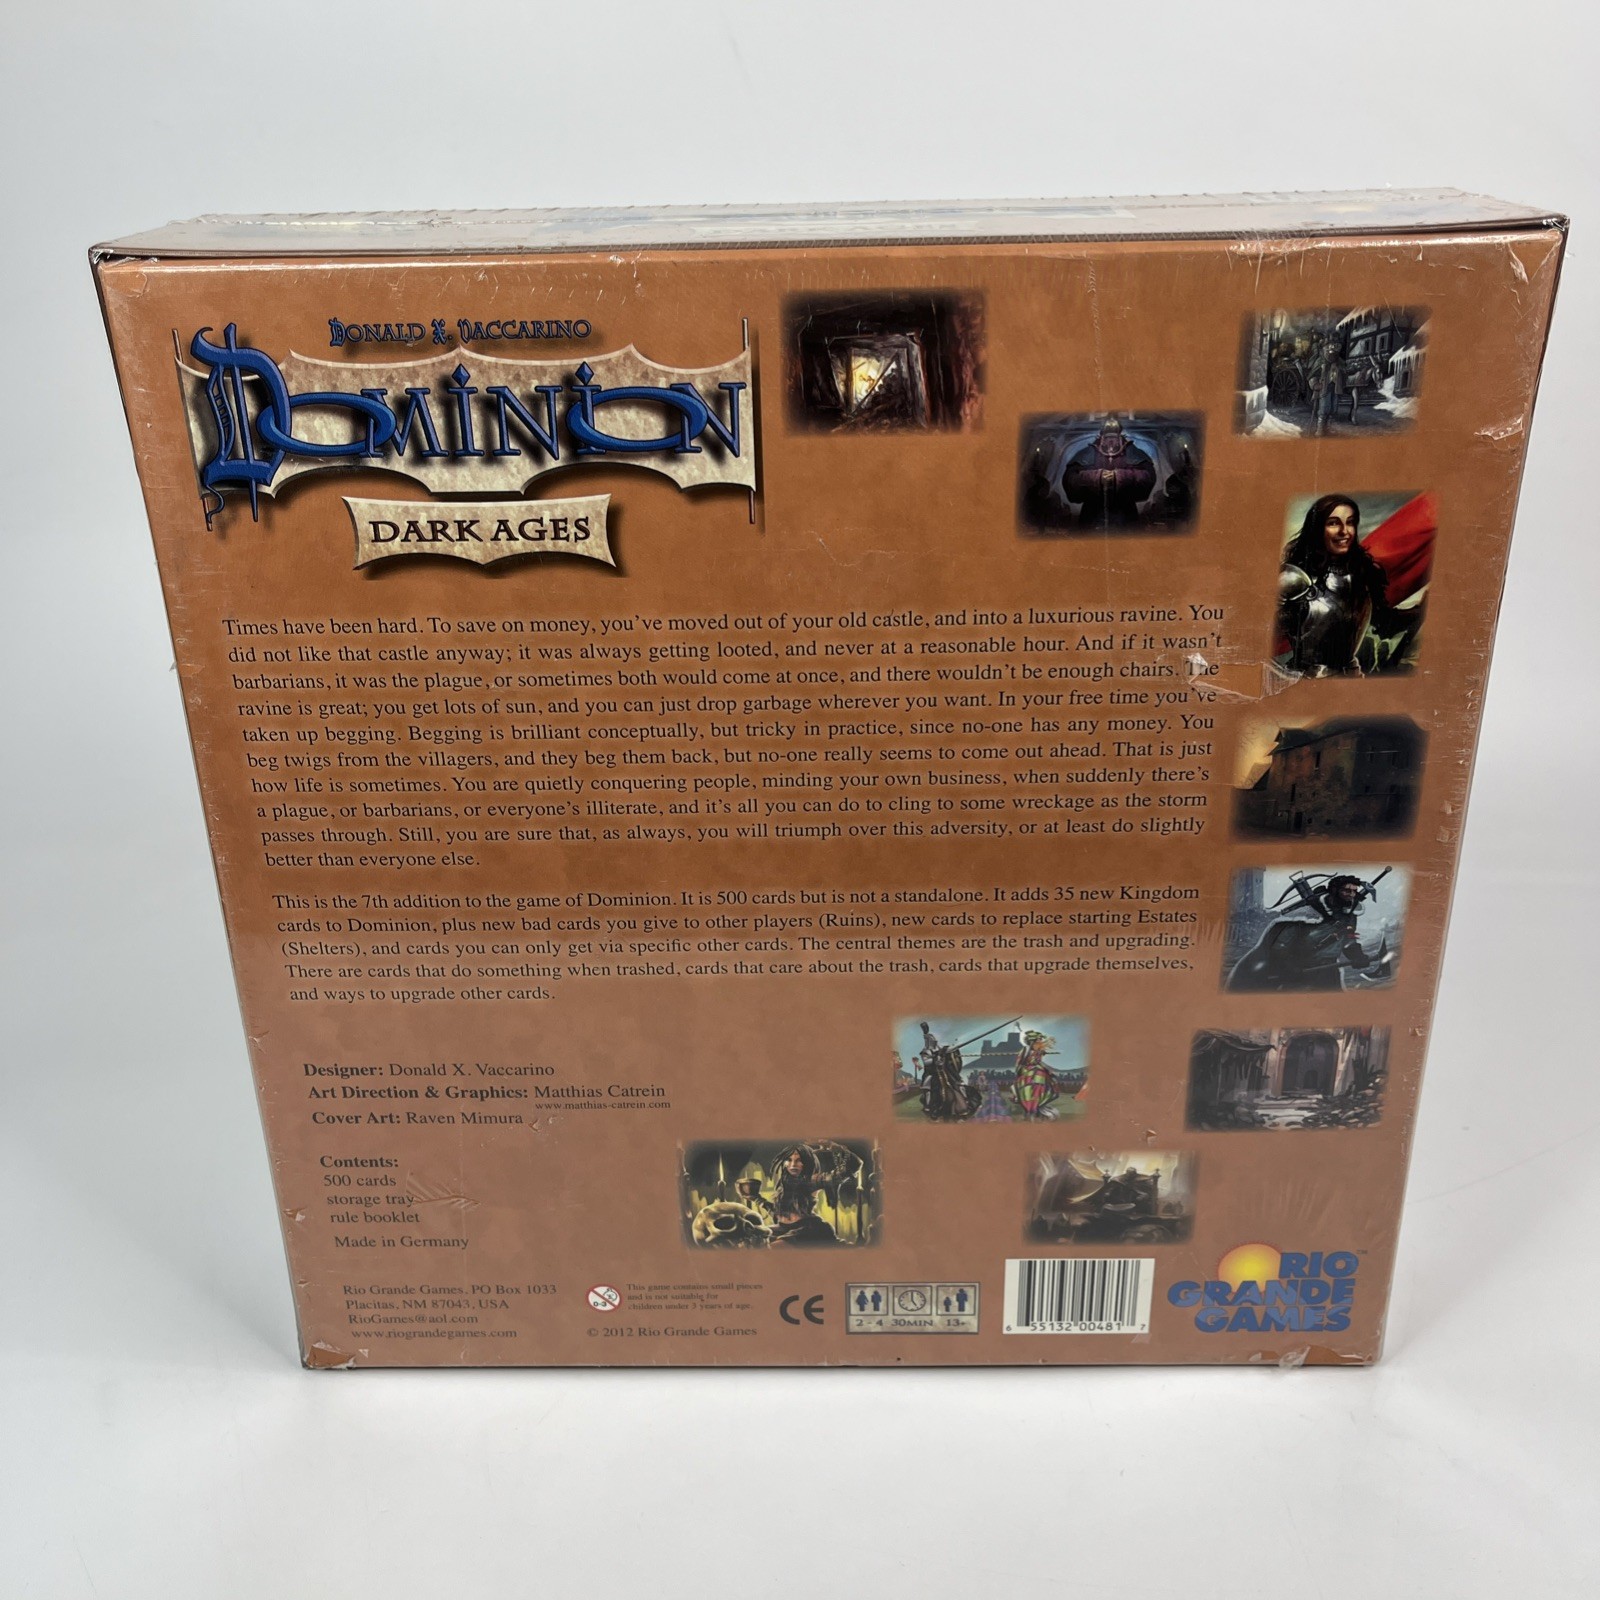 DONALD X. VACCARINO
DOMINION
DARK AGES
Times have been hard. To save on money, you've moved out of your old castle, and into a luxurious ravine. You
did not like that castle anyway; it was always getting looted, and never at a reasonable hour. And if it wasn't
barbarians, it was the plague, or sometimes both would come at once, and there wouldn't be enough chairs. The
ravine is great; you get lots of sun, and you can just drop garbage wherever you want. In your free time you've
taken up begging. Begging is brilliant conceptually, but tricky in practice, since no-one has any money. You
beg twigs from the villagers, and they beg them back, but no-one really seems to come out ahead. That is just
how life is sometimes. You are quietly conquering people, minding your own business, when suddenly there's
a plague, or barbarians, or everyone's illiterate, and it's all you can do to cling to some wreckage as the storm
passes through. Still, you are sure that, as always, you will triumph over this adversity, or at least do slightly
better than everyone else.
This is the 7th addition to the game of Dominion. It is 500 cards but is not a standalone. It adds 35 new Kingdom
cards to Dominion, plus new bad cards you give to other players (Ruins), new cards to replace starting Estates
(Shelters), and cards you can only get via specific other cards. The central themes are the trash and upgrading.
There are cards that do something when trashed, cards that care about the trash, cards that upgrade themselves,
and ways to upgrade other cards.
Designer: Donald X. Vaccarino
Art Direction & Graphics: Matthias Catrein
www.matthias-catrein.com
Cover Art: Raven Mimura
Contents:
500 cards
storage tray
rule booklet
Made in Germany
Rio Grande Games, PO Box 1033
Placitas, NM 87043, USA
RioGames@aol.com
www.riograndegames.com
0-3
This game contains small pieces
and is not suitable for
children under 3 years of age.
© 2012 Rio Grande Games
CE
2 - 4 30MIN 13+
6 55132 00481 7
RIO
GRANDE
GAMES
TM